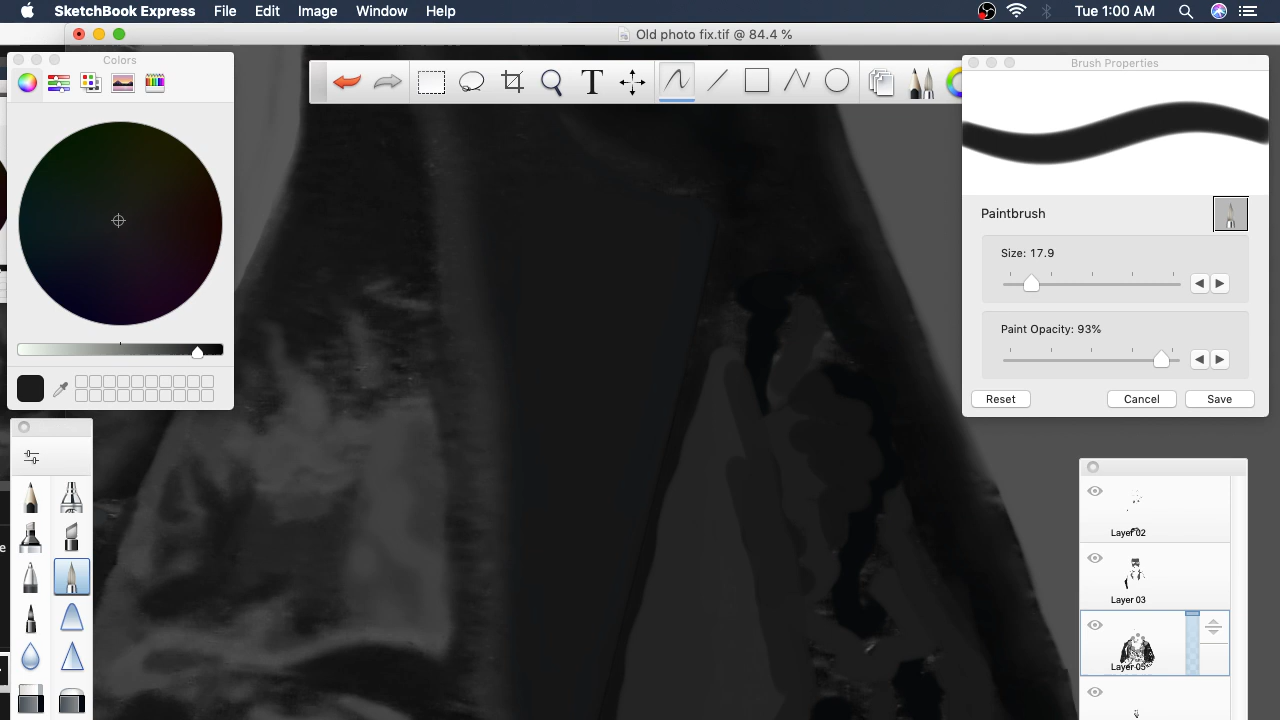 SketchBook Express File Edit Image Window Help Tue 1:00 AM
Old photo fix.tif @ 84.4 %
Colors
T
Brush Properties
Paintbrush
Size: 17.9
Paint Opacity: 93%
Reset Cancel Save
Layer 02
Layer 03
Layer 05
e